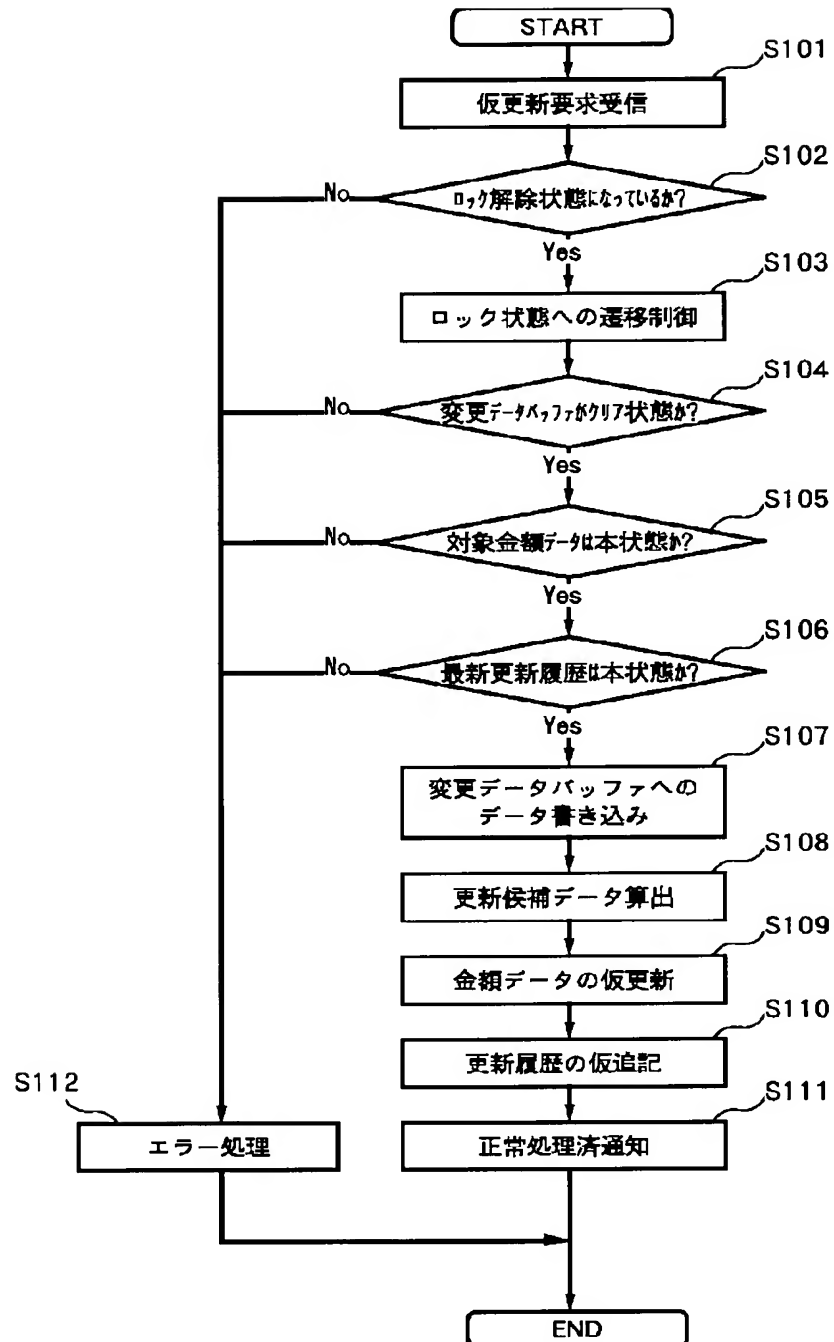 START
S101
仮更新要求受信
S102
ロック解除状態になっているか?
No
Yes
S103
ロック状態への遷移制御
S104
変更データバッファがクリア状態か?
No
Yes
S105
対象金額データは本状態か?
No
Yes
S106
最新更新履歴は本状態か?
No
Yes
S107
変更データバッファへの
データ書き込み
S108
更新候補データ算出
S109
金額データの仮更新
S110
更新履歴の仮追記
S111
正常処理済通知
S112
エラー処理
END